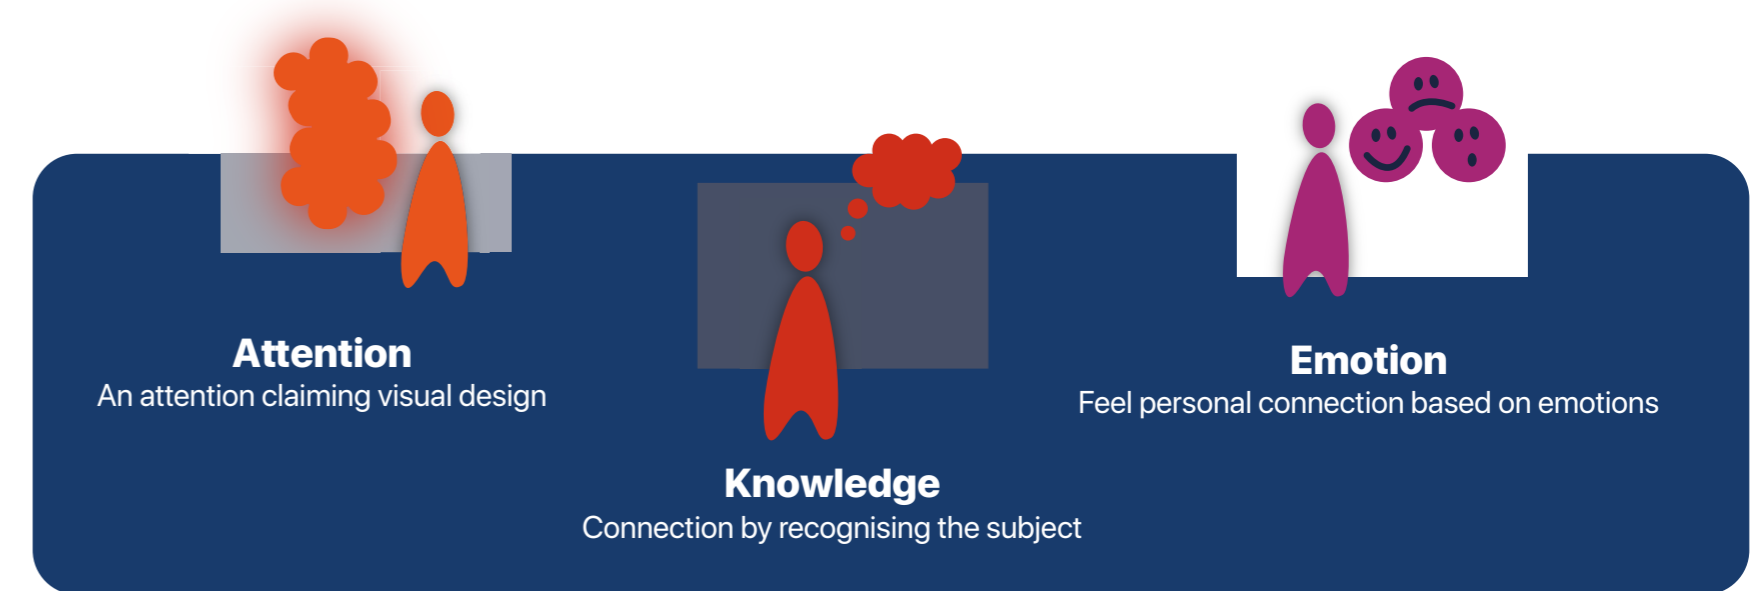 Attention
An attention claiming visual design
Knowledge
Connection by recognising the subject
Emotion
Feel personal connection based on emotions